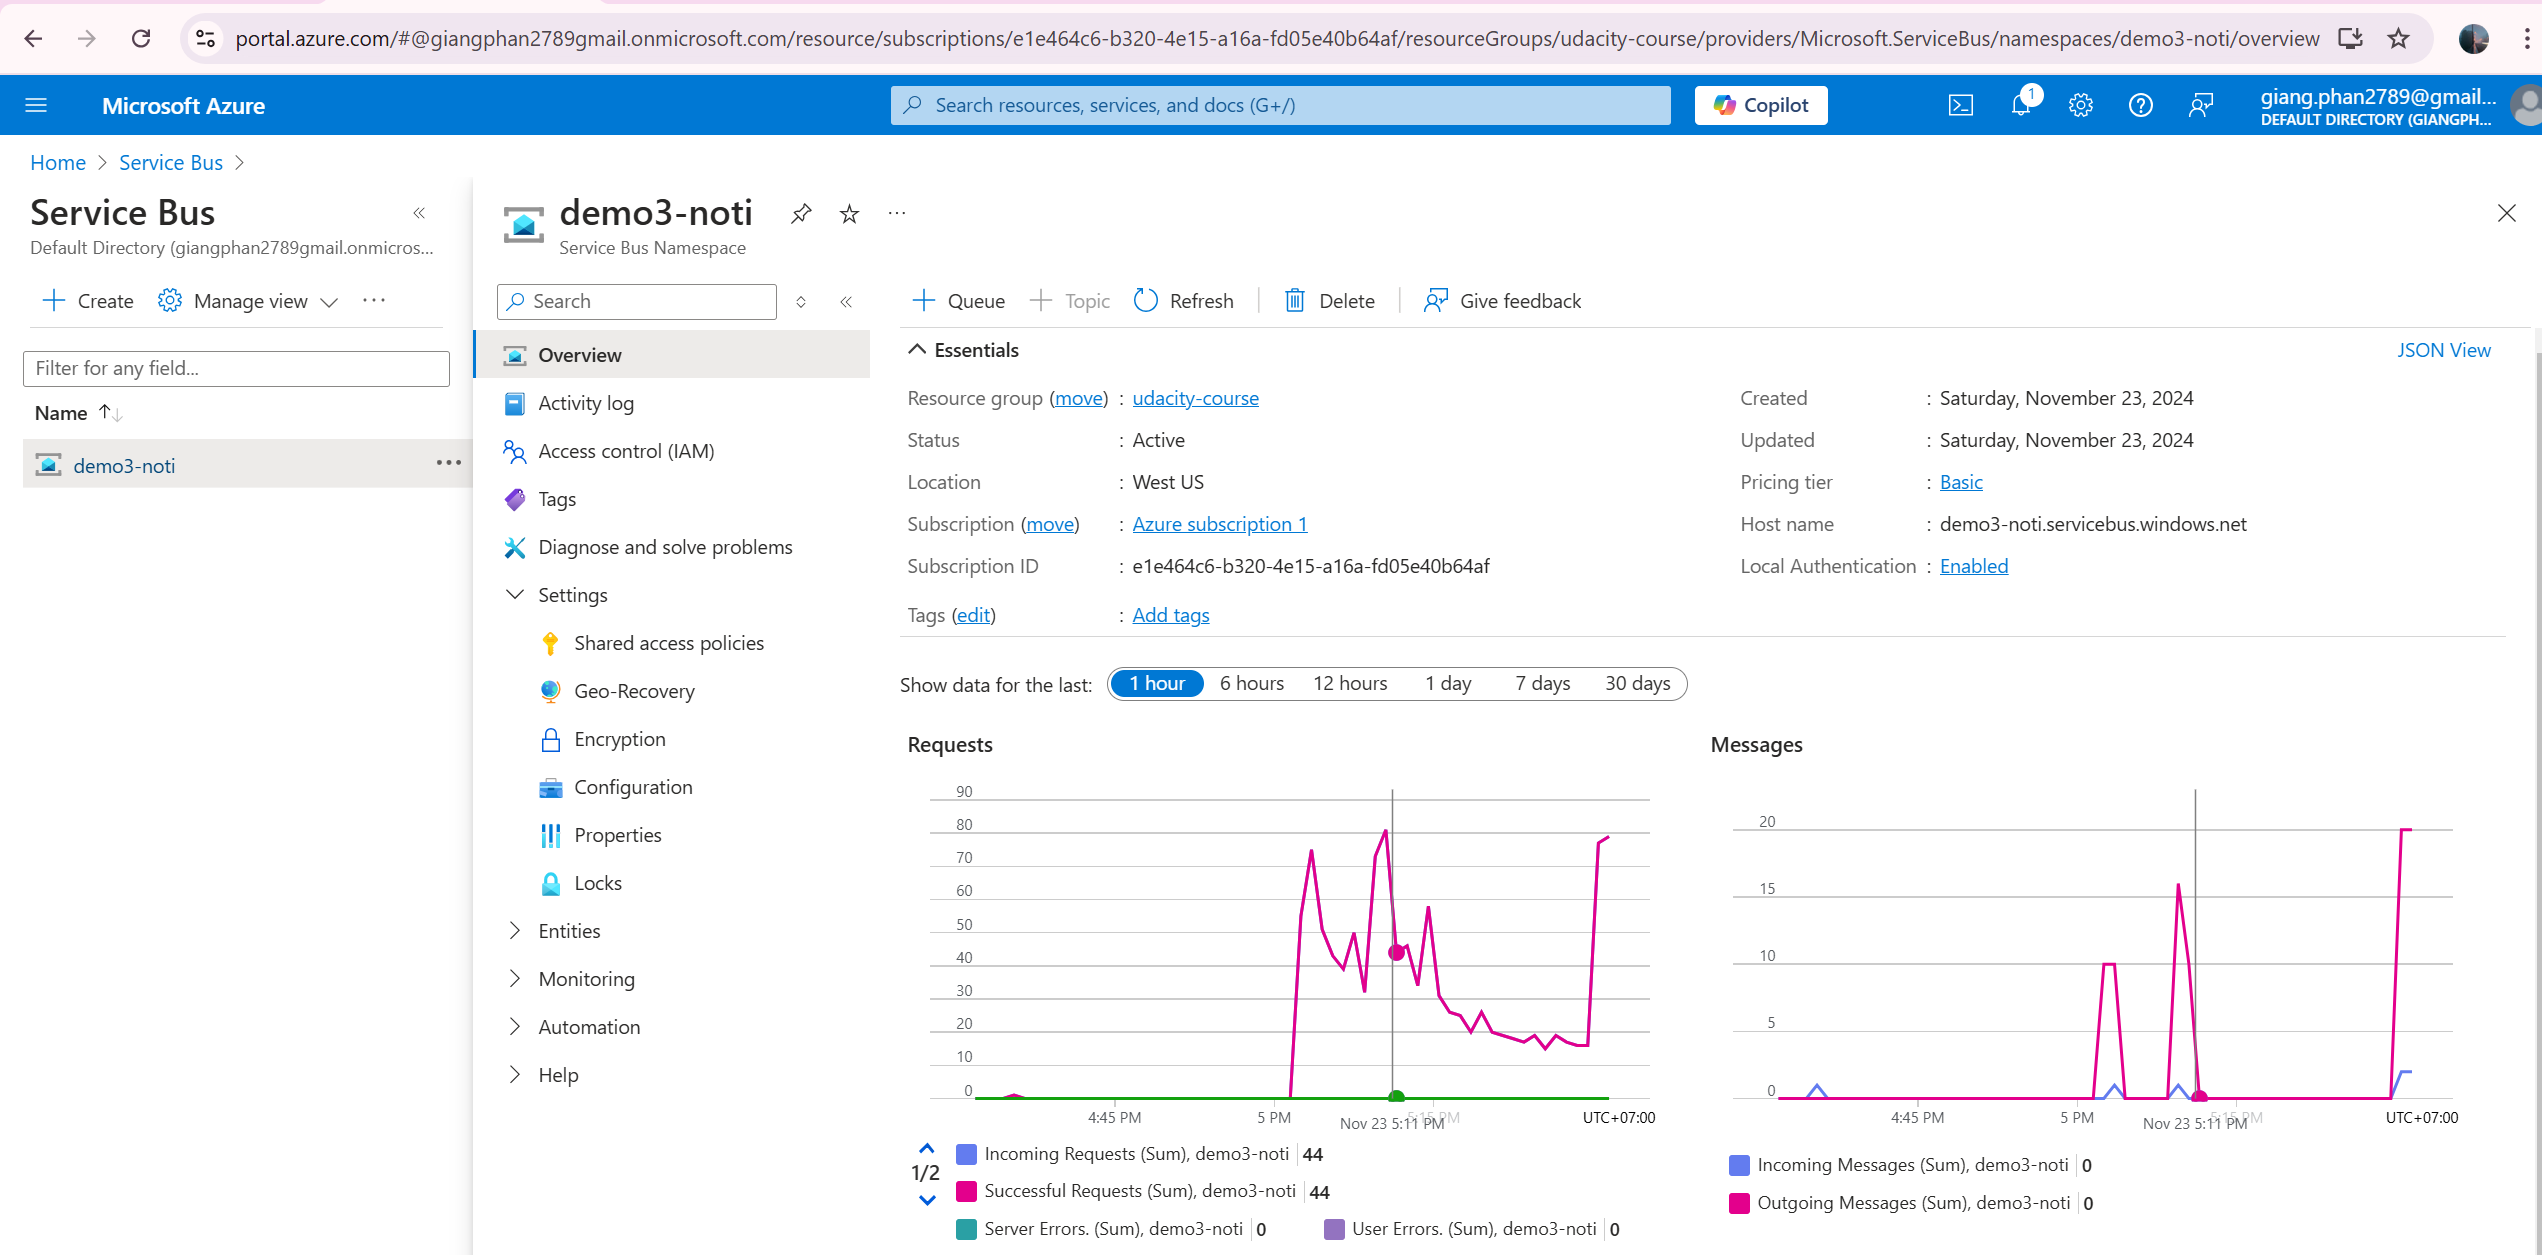 portal.azure.com/#@giangphan2789gmail.onmicrosoft.com/resource/subscriptions/e1e464c6-b320-4e15-a16a-fd05e40b64af/resourceGroups/udacity-course/providers/Microsoft.ServiceBus/namespaces/demo3-noti/overview
Microsoft Azure
Search resources, services, and docs (G+/)
Copilot
1
giang.phan2789@gmail...
DEFAULT DIRECTORY (GIANGPH...
Home > Service Bus >
Service Bus
Default Directory (giangphan2789gmail.onmicros...
Create
Manage view
Filter for any field...
Name
demo3-noti
demo3-noti
Service Bus Namespace
Search
Overview
Activity log
Access control (IAM)
Tags
Diagnose and solve problems
Settings
Shared access policies
Geo-Recovery
Encryption
Configuration
Properties
Locks
Entities
Monitoring
Automation
Help
Queue
Topic
Refresh
Delete
Give feedback
Essentials
JSON View
Resource group (move) : udacity-course
Status : Active
Location : West US
Subscription (move) : Azure subscription 1
Subscription ID : e1e464c6-b320-4e15-a16a-fd05e40b64af
Tags (edit) : Add tags
Created : Saturday, November 23, 2024
Updated : Saturday, November 23, 2024
Pricing tier : Basic
Host name : demo3-noti.servicebus.windows.net
Local Authentication : Enabled
Show data for the last: 1 hour 6 hours 12 hours 1 day 7 days 30 days
Requests
90
80
70
60
50
40
30
20
10
0
4:45 PM 5 PM 5:15 PM UTC+07:00
Nov 23 5:11 PM
1/2
Incoming Requests (Sum), demo3-noti 44
Successful Requests (Sum), demo3-noti 44
Server Errors. (Sum), demo3-noti 0
User Errors. (Sum), demo3-noti 0
Messages
20
15
10
5
0
4:45 PM 5 PM 5:15 PM UTC+07:00
Nov 23 5:11 PM
Incoming Messages (Sum), demo3-noti 0
Outgoing Messages (Sum), demo3-noti 0